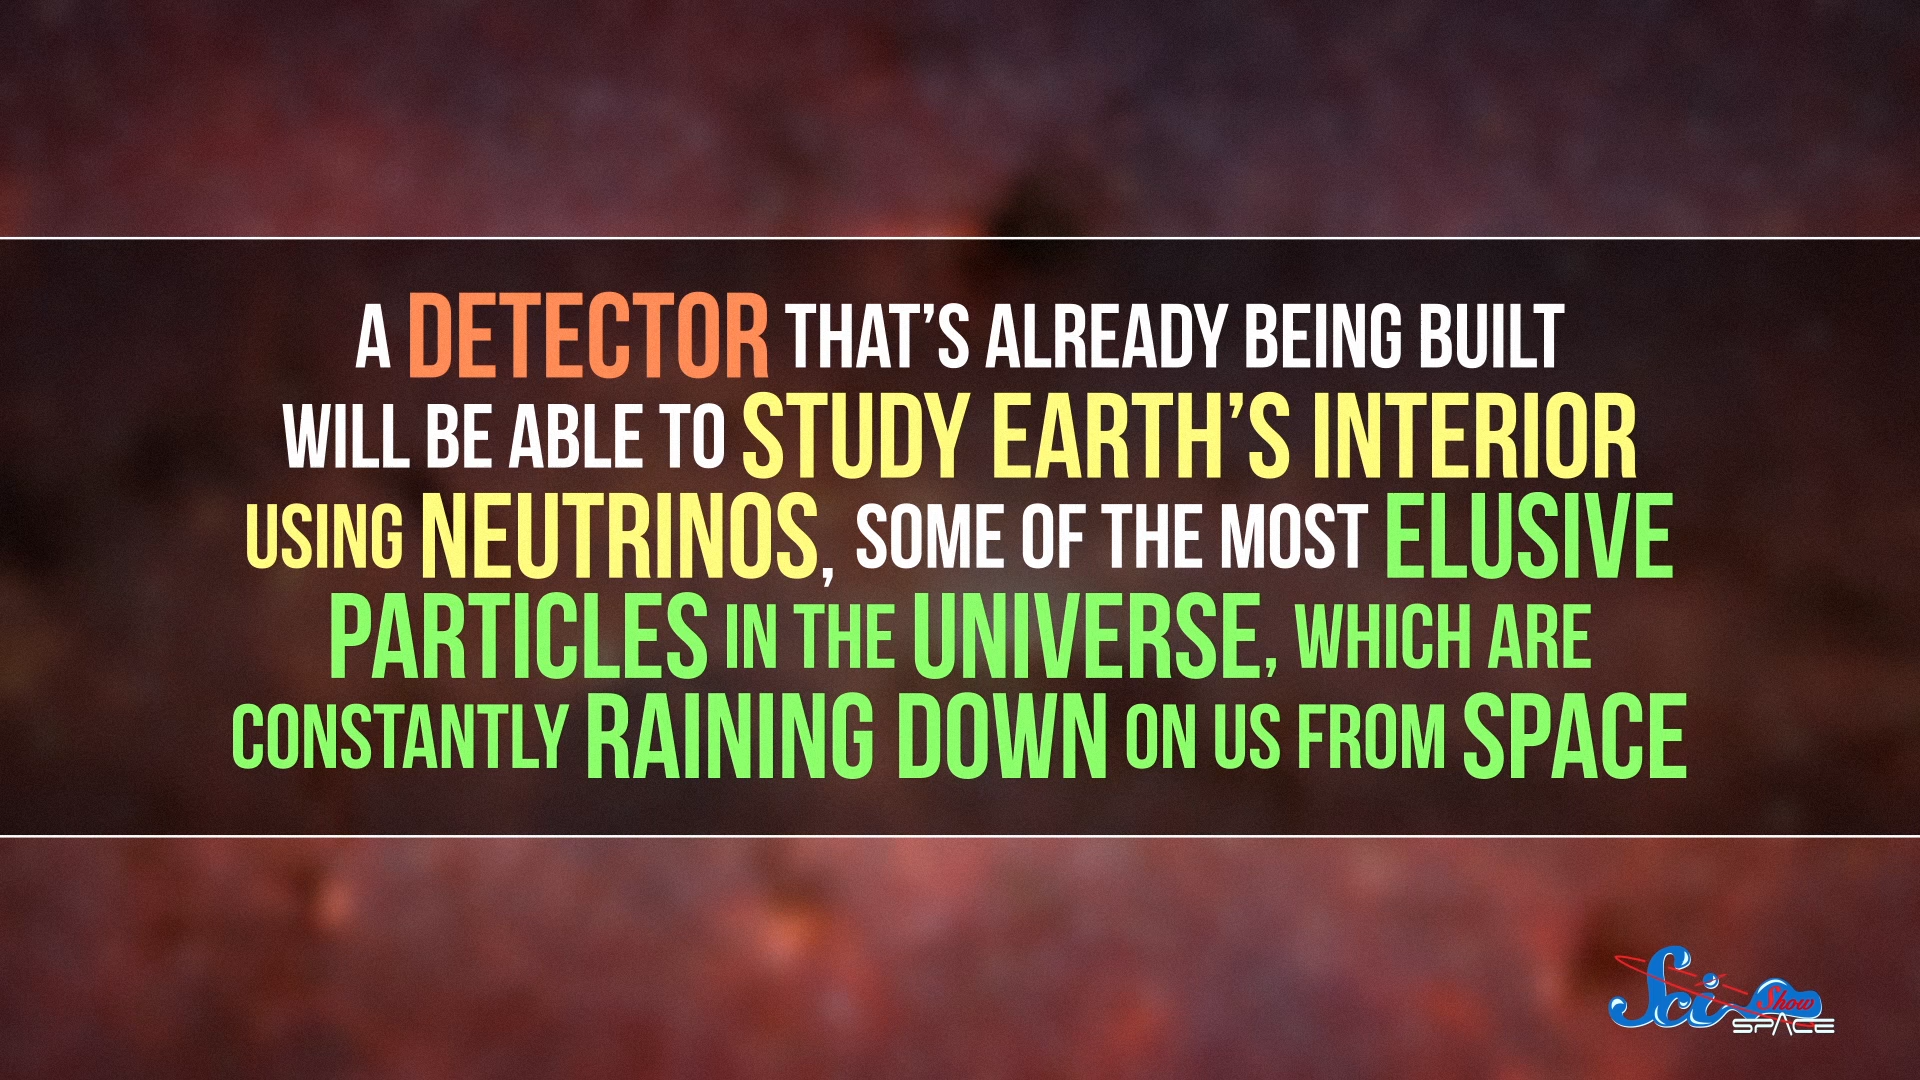 A DETECTOR THAT'S ALREADY BEING BUILT
WILL BE ABLE TO STUDY EARTH'S INTERIOR
USING NEUTRINOS, SOME OF THE MOST ELUSIVE
PARTICLES IN THE UNIVERSE, WHICH ARE
CONSTANTLY RAINING DOWN ON US FROM SPACE
Sci Show
SPACE